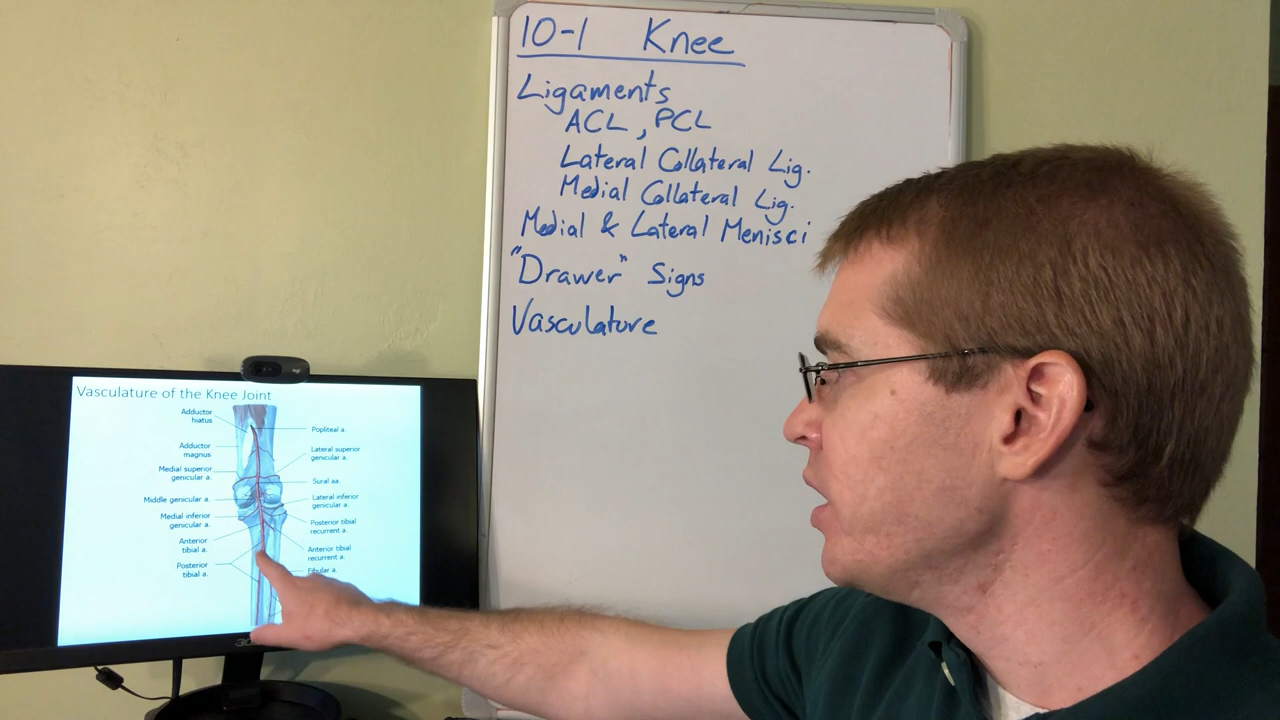 10-1 Knee
Ligaments
ACL, PCL
Lateral Collateral Lig.
Medial Collateral Lig.
Medial & Lateral Menisci
"Drawer" Signs
Vasculature
Vasculature of the Knee Joint
Adductor
hiatus
Adductor
magnus
Medial superior
genicular a.
Middle genicular a.
Medial inferior
genicular a.
Anterior
tibial a.
Posterior
tibial a.
Popliteal a.
Lateral superior
genicular a.
Sural aa.
Lateral inferior
genicular a.
Posterior tibial
recurrent a.
Anterior tibial
recurrent a.
Fibular a.
acer